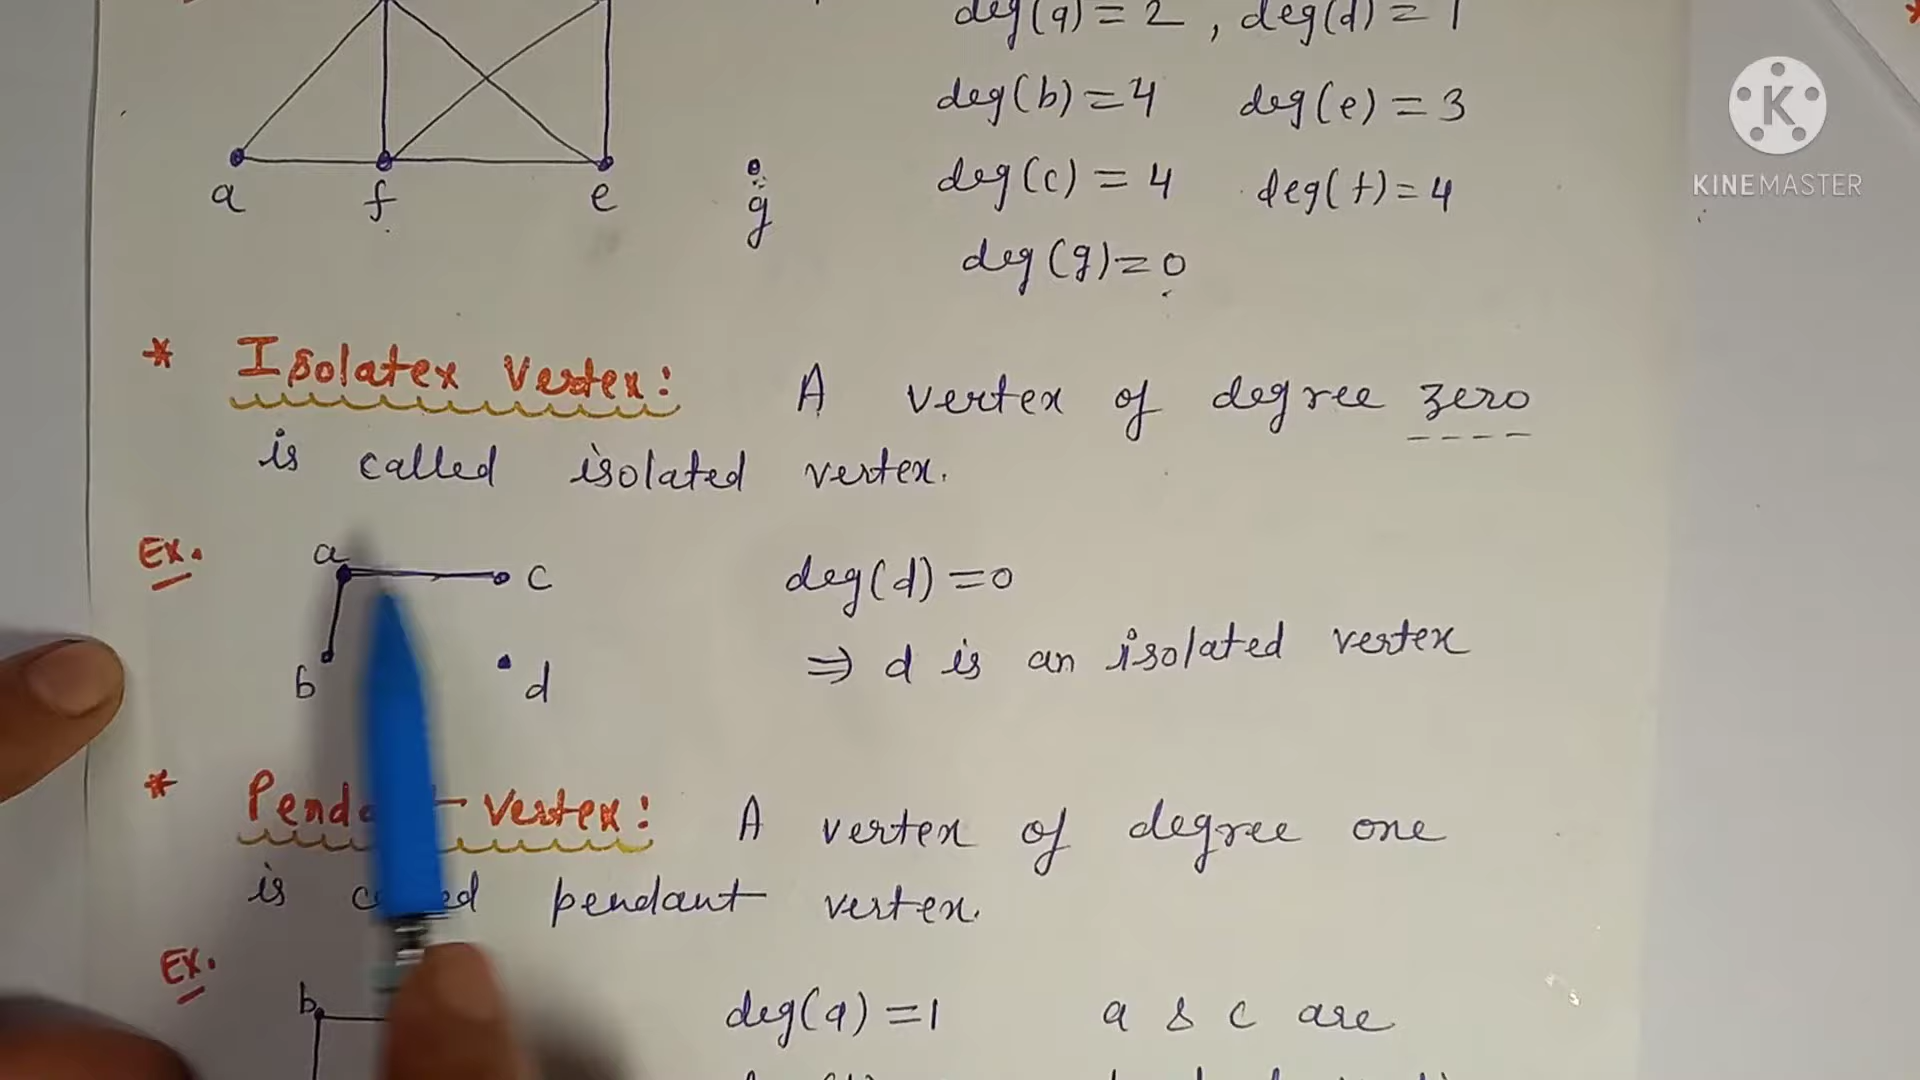 deg(a) = 2 , deg(d) = 1
deg(b) = 4 deg(e) = 3
deg(c) = 4 deg(f) = 4
deg(g) = 0
a f e g
K
KINEMASTER
* Isolatex Vertex: A vertex of degree zero
is called isolated vertex.
Ex. a c deg(d) = 0
b d ⇒ d is an isolated vertex
* Vertex: A vertex of degree one
is pendant vertex.
Ex.
b deg(a) = 1 a & c are